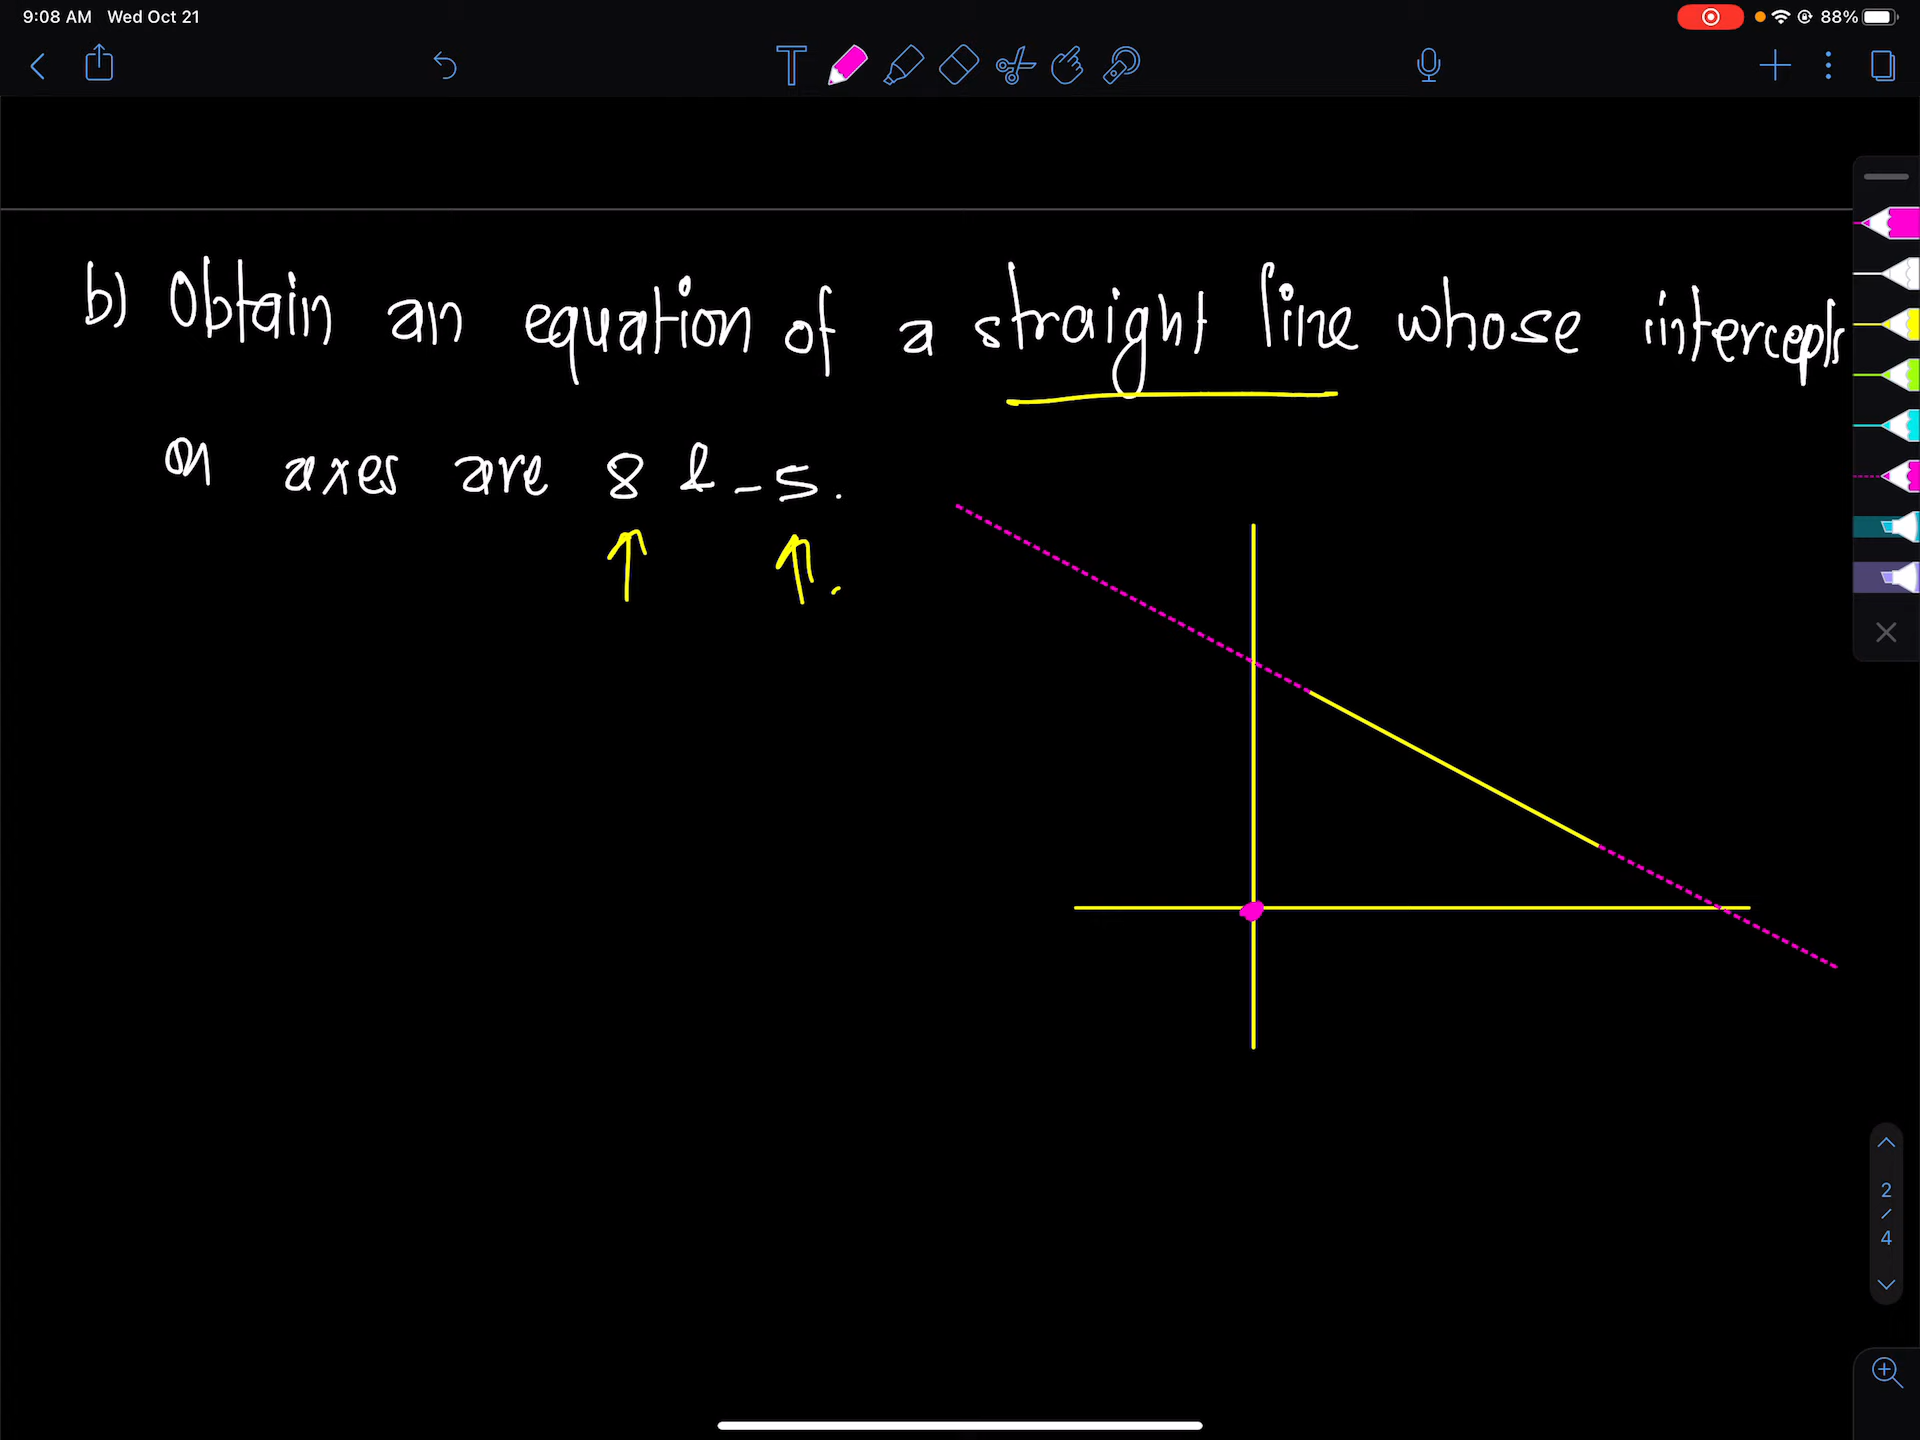 9:08 AM Wed Oct 21
88%
T
b) Obtain an equation of a straight line whose intercepts
on axes are 8 & -5.
2
/
4